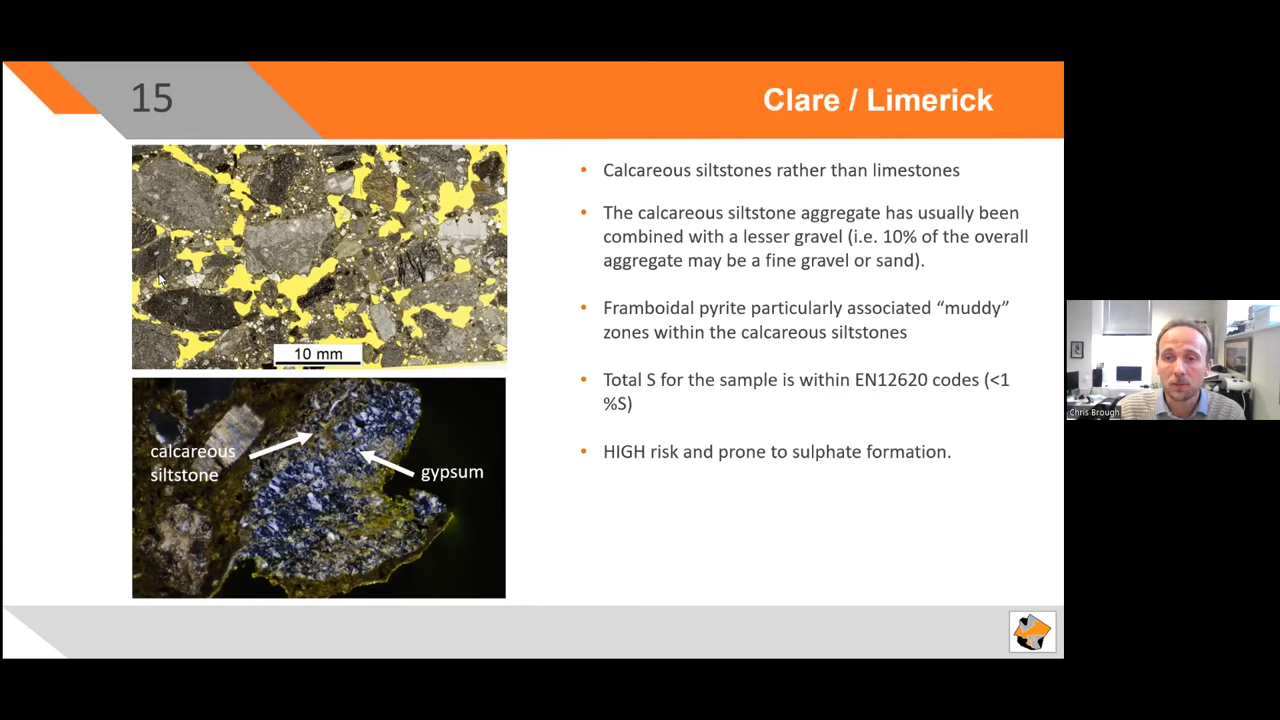 15
Clare / Limerick
• Calcareous siltstones rather than limestones
• The calcareous siltstone aggregate has usually been
combined with a lesser gravel (i.e. 10% of the overall
aggregate may be a fine gravel or sand).
• Framboidal pyrite particularly associated “muddy”
zones within the calcareous siltstones
• Total S for the sample is within EN12620 codes (<1
%S)
• HIGH risk and prone to sulphate formation.
10 mm
calcareous
siltstone
gypsum
Chris Brough